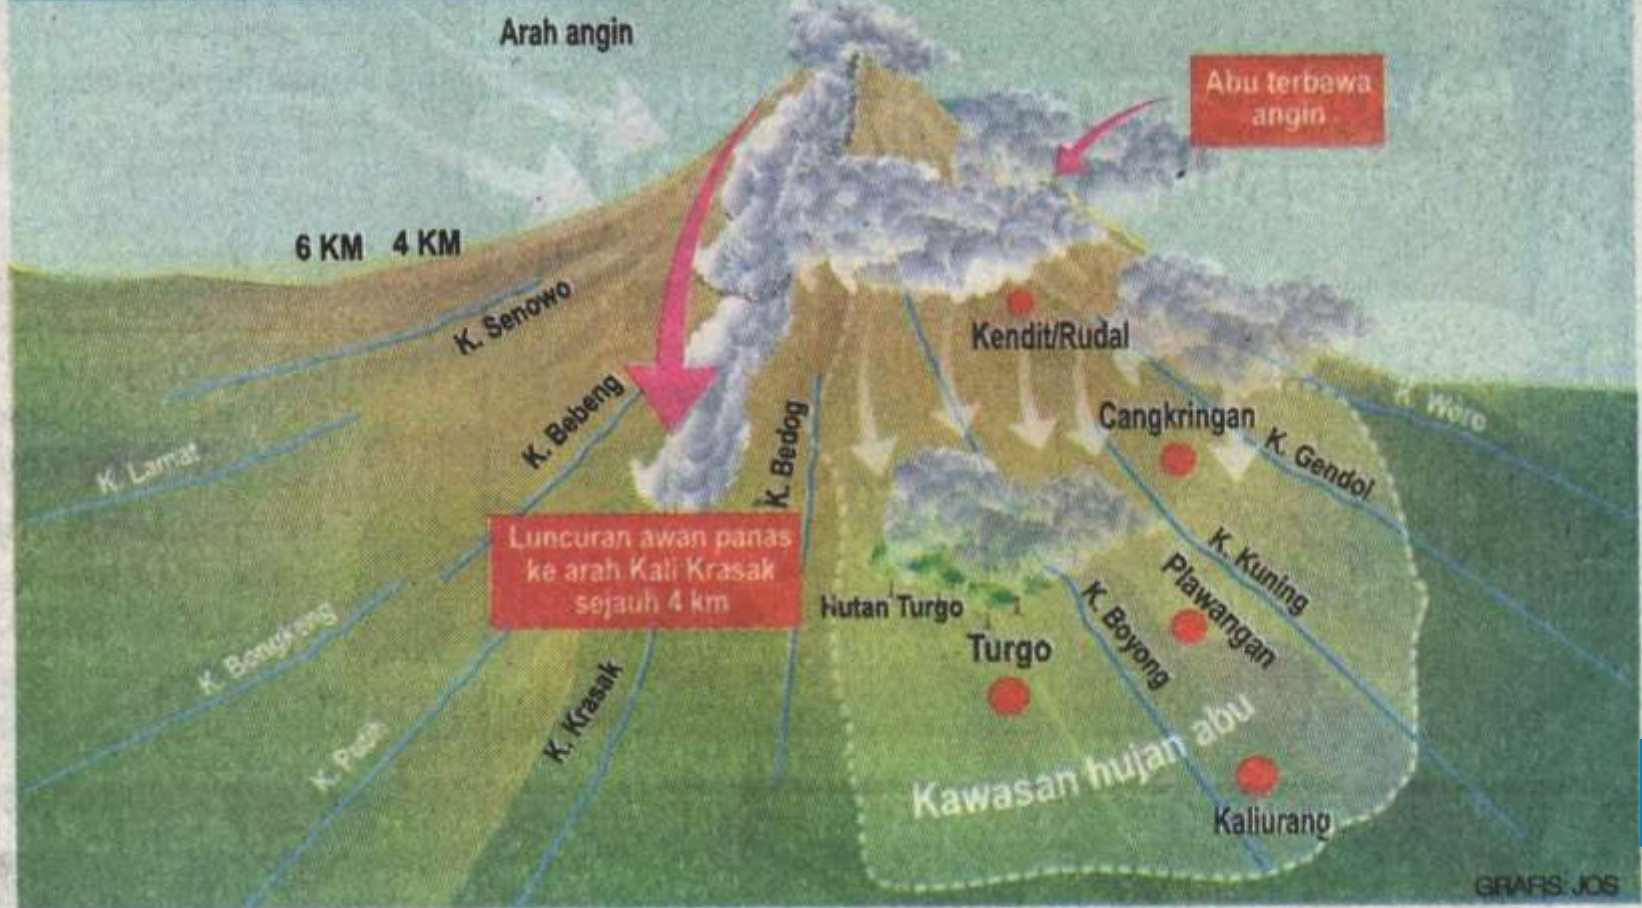 Arah angin
Abu terbawa
angin
6 KM 4 KM
K. Senowo
Kendit/Rudal
K. Bebeng
K. Bedog
Cangkringan
K. Woro
K. Gendol
K. Lamat
Luncuran awan panas
ke arah Kali Krasak
sejauh 4 km
K. Kuning
Plawangan
Hutan Turgo
K. Boyong
Turgo
K. Bongkong
K. Putih
K. Krasak
Kawasan hujan abu
Kaliurang
GRAFIS: JOS